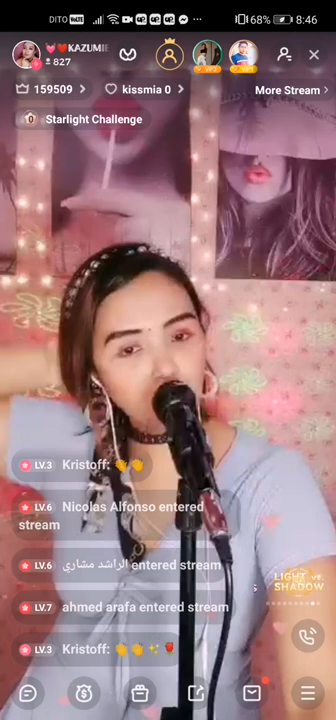 DITO VoLTE 68% 8:46
💓❤️KAZUMIE
827
159509 > kissmia 0 > More Stream >
Starlight Challenge
LV.3 Kristoff: 👏👏
LV.6 Nicolas Alfonso entered
stream
LV.6 الراشد مشاري entered stream
LV.7 ahmed arafa entered stream
LIGHT vs.
SHADOW
LV.3 Kristoff: 👏👏✨🌹